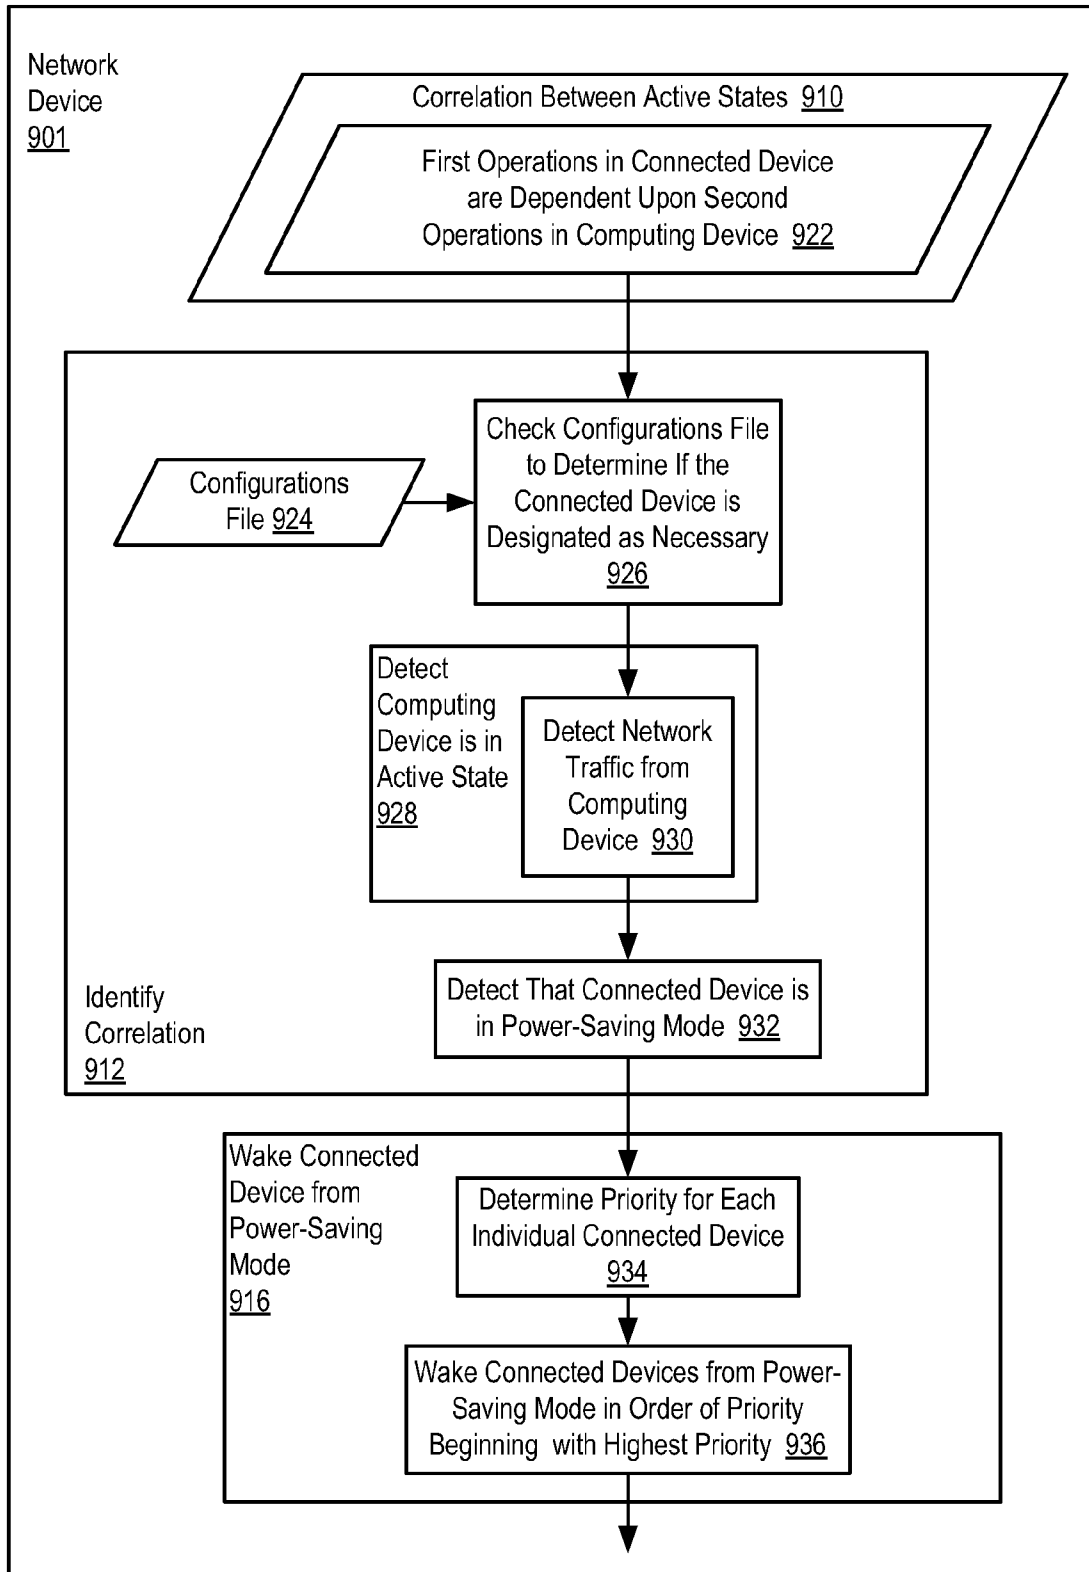 Network
Device
901
Correlation Between Active States 910
First Operations in Connected Device
are Dependent Upon Second
Operations in Computing Device 922
Check Configurations File
to Determine If the
Connected Device is
Designated as Necessary
926
Configurations
File 924
Detect
Computing
Device is in
Active State
928
Detect Network
Traffic from
Computing
Device 930
Detect That Connected Device is
in Power-Saving Mode 932
Identify
Correlation
912
Wake Connected
Device from
Power-Saving
Mode
916
Determine Priority for Each
Individual Connected Device
934
Wake Connected Devices from Power-
Saving Mode in Order of Priority
Beginning with Highest Priority 936